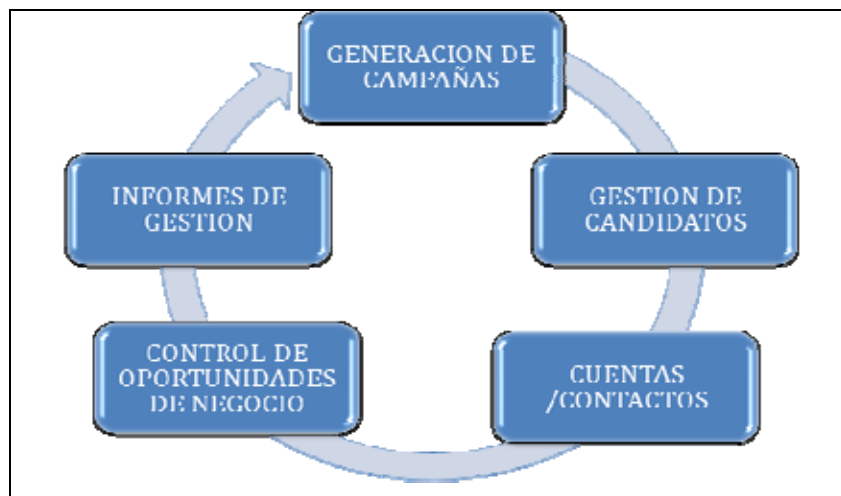 GENERACION DE
CAMPAÑAS
GESTION DE
CANDIDATOS
CUENTAS
/CONTACTOS
CONTROL DE
OPORTUNIDADES
DE NEGOCIO
INFORMES DE
GESTION